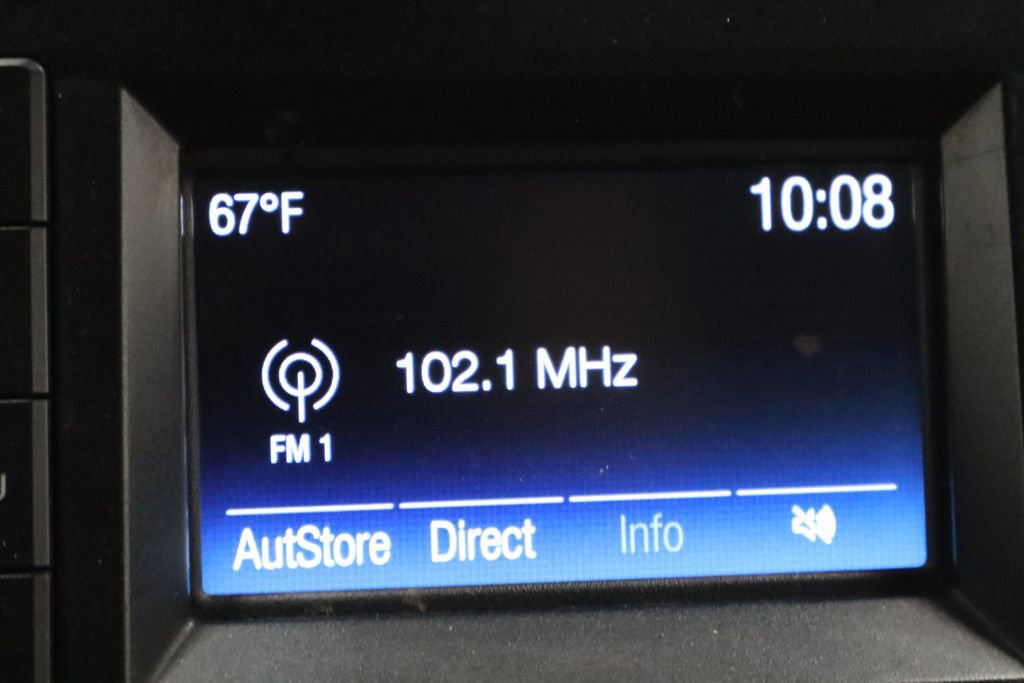 67°F 10:08
102.1 MHz
FM 1
AutStore Direct Info